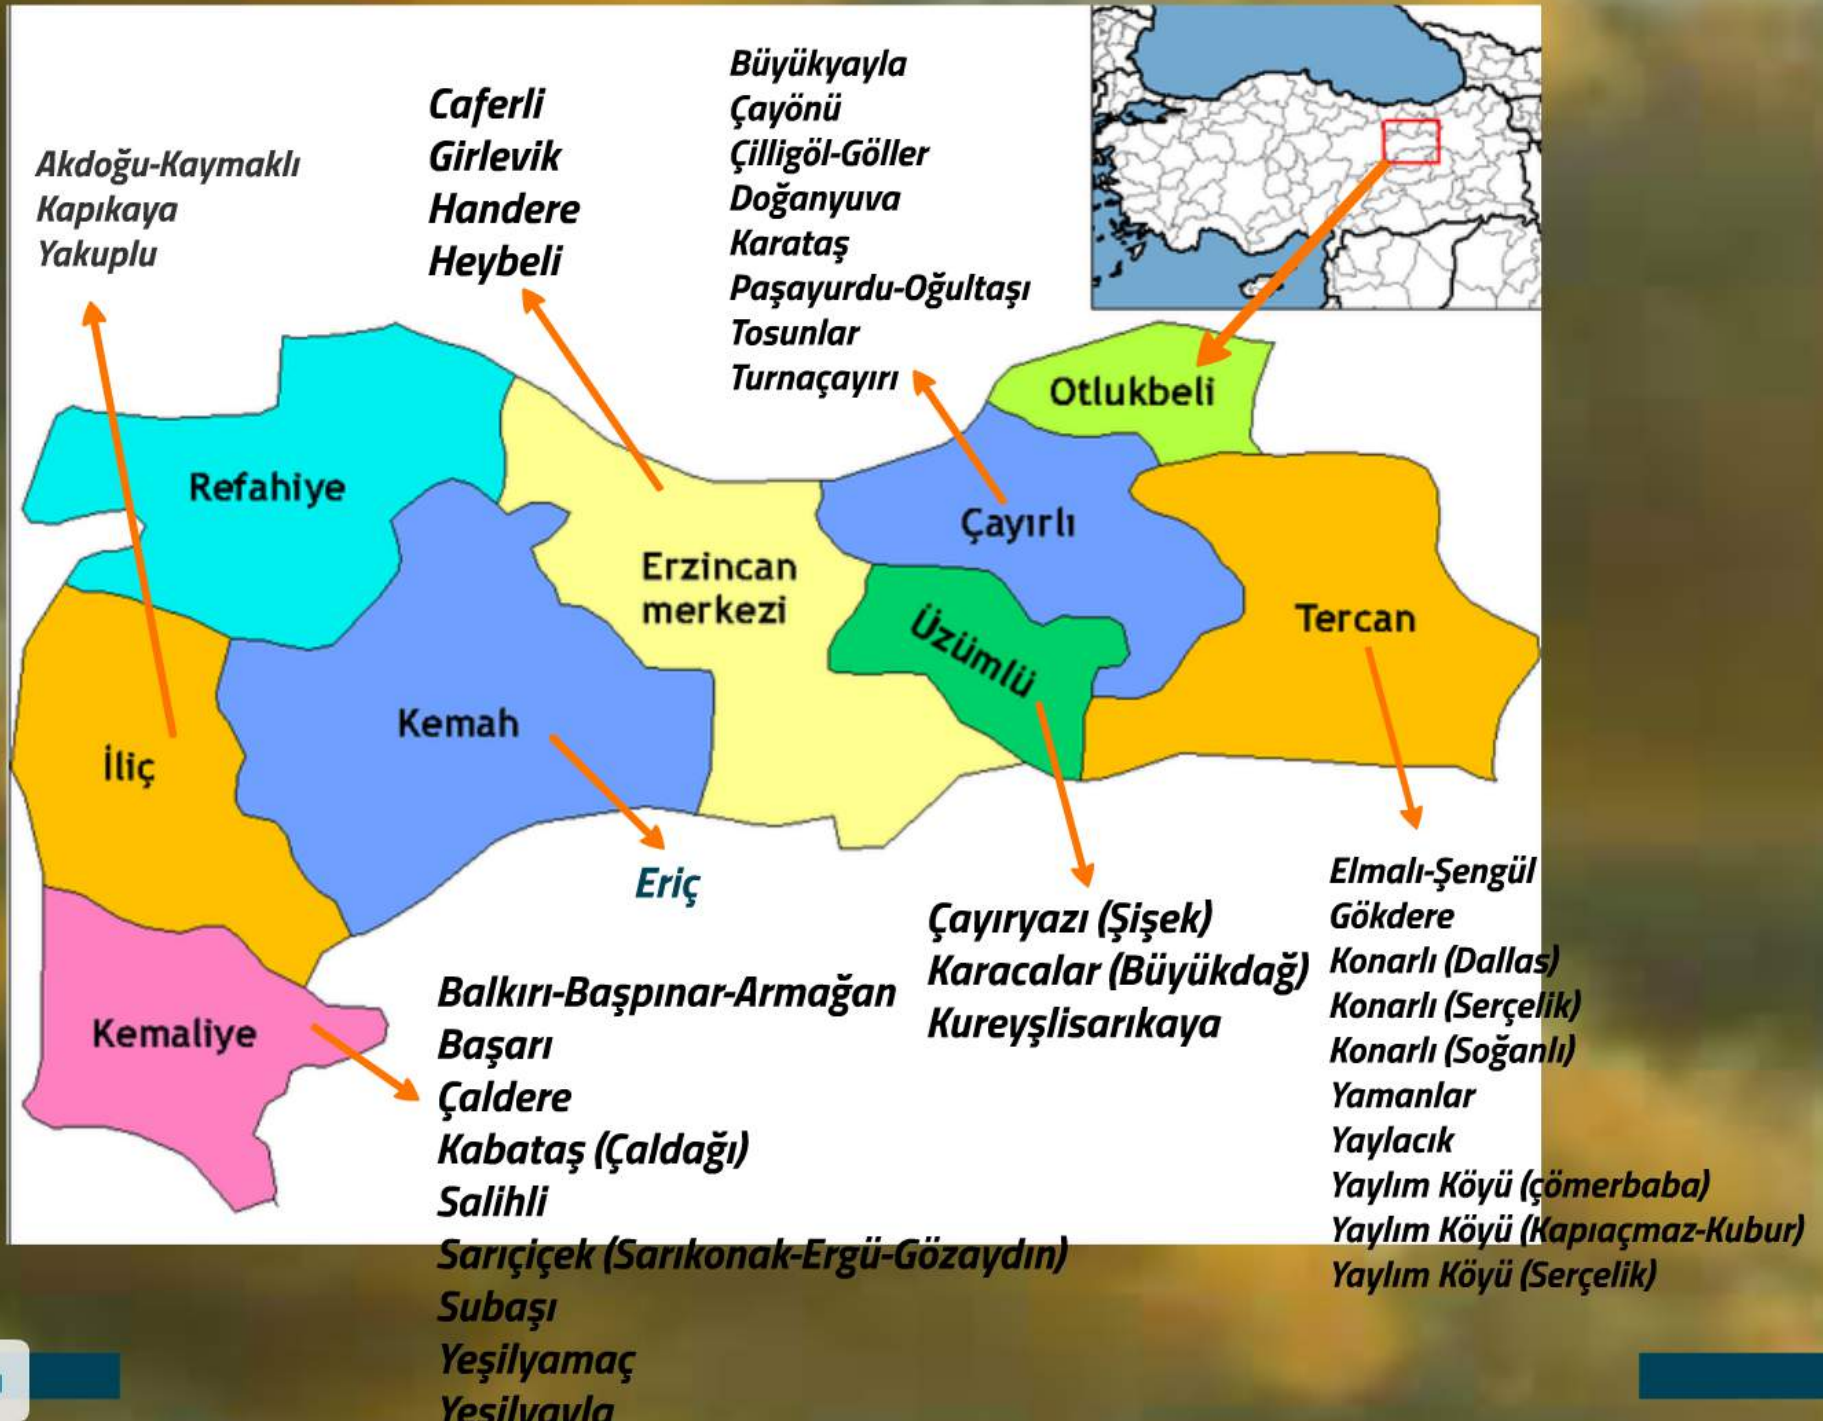 Akdoğu-Kaymaklı
Kapıkaya
Yakuplu
Caferli
Girlevik
Handere
Heybeli
Büyükyayla
Çayönü
Çilligöl-Göller
Doğanyuva
Karataş
Paşayurdu-Oğultaşı
Tosunlar
Turnaçayırı
Otlukbeli
Refahiye
Çayırlı
Erzincan
merkezi
Üzümlü
Tercan
Kemah
İliç
Kemaliye
Eriç
Balkırı-Başpınar-Armağan
Başarı
Çaldere
Kabataş (Çaldağı)
Salihli
Sarıçiçek (Sarıkonak-Ergü-Gözaydın)
Subaşı
Yeşilyamaç
Yeşilyayla
Çayıryazı (Şişek)
Karacalar (Büyükdağ)
Kureyşlisarıkaya
Elmalı-Şengül
Gökdere
Konarlı (Dallas)
Konarlı (Serçelik)
Konarlı (Soğanlı)
Yamanlar
Yaylacık
Yaylım Köyü (çömerbaba)
Yaylım Köyü (Kapıaçmaz-Kubur)
Yaylım Köyü (Serçelik)